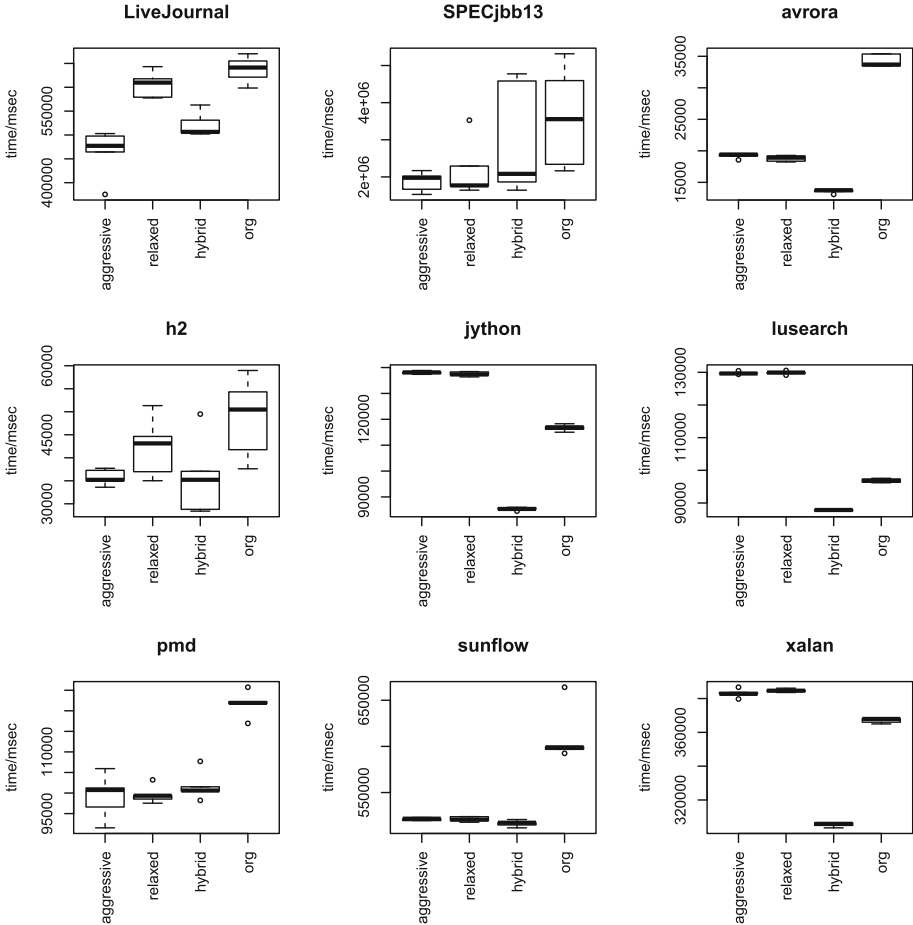 LiveJournal
time/msec
400000 550000
aggressive relaxed hybrid org
SPECjbb13
time/msec
2e+06 4e+06
aggressive relaxed hybrid org
avrora
time/msec
15000 25000 35000
aggressive relaxed hybrid org
h2
time/msec
30000 45000 60000
aggressive relaxed hybrid org
jython
time/msec
90000 120000
aggressive relaxed hybrid org
lusearch
time/msec
90000 110000 130000
aggressive relaxed hybrid org
pmd
time/msec
95000 110000
aggressive relaxed hybrid org
sunflow
time/msec
550000 650000
aggressive relaxed hybrid org
xalan
time/msec
320000 360000
aggressive relaxed hybrid org